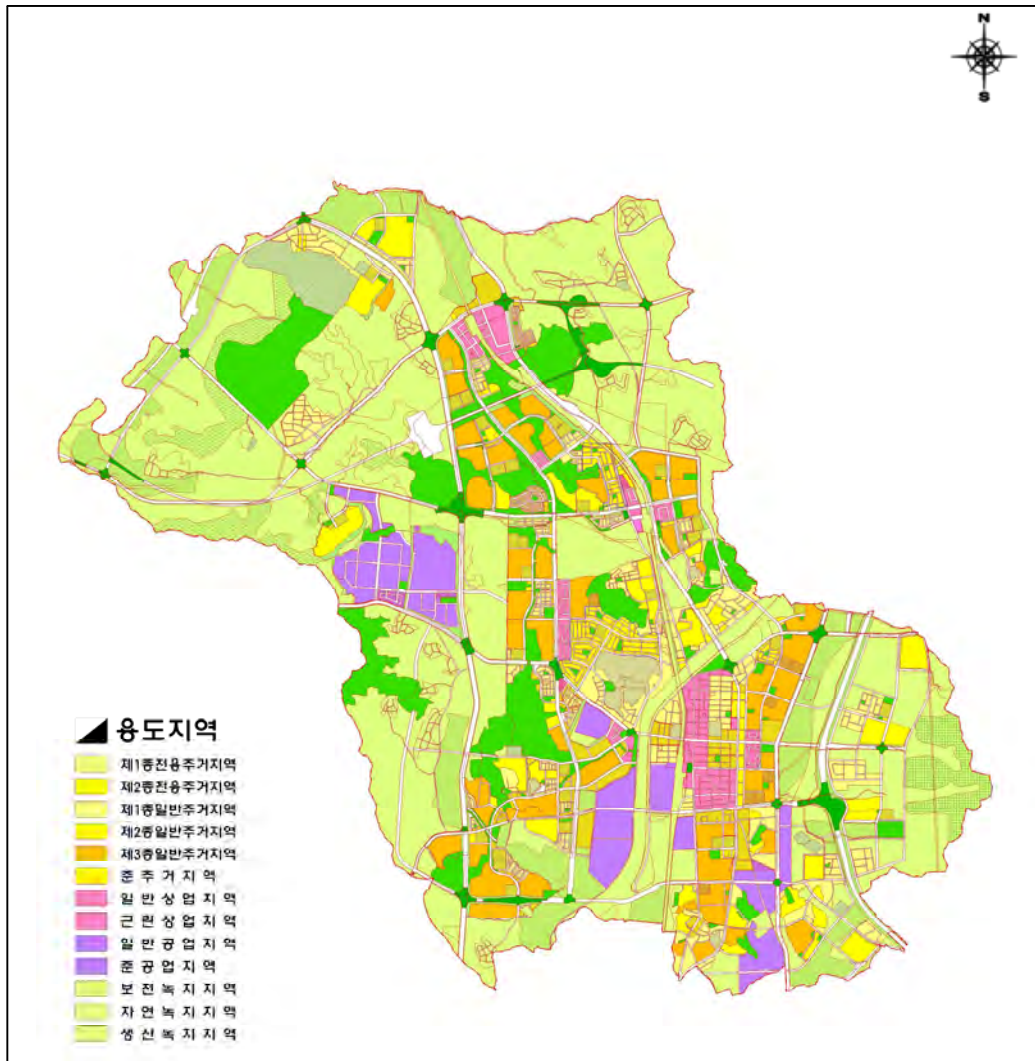 N
S
용도지역
제1종전용주거지역
제2종전용주거지역
제1종일반주거지역
제2종일반주거지역
제3종일반주거지역
준 주 거 지 역
일 반 상 업 지 역
근 린 상 업 지 역
일 반 공 업 지 역
준 공 업 지 역
보 전 녹 지 지 역
자 연 녹 지 지 역
생 산 녹 지 지 역